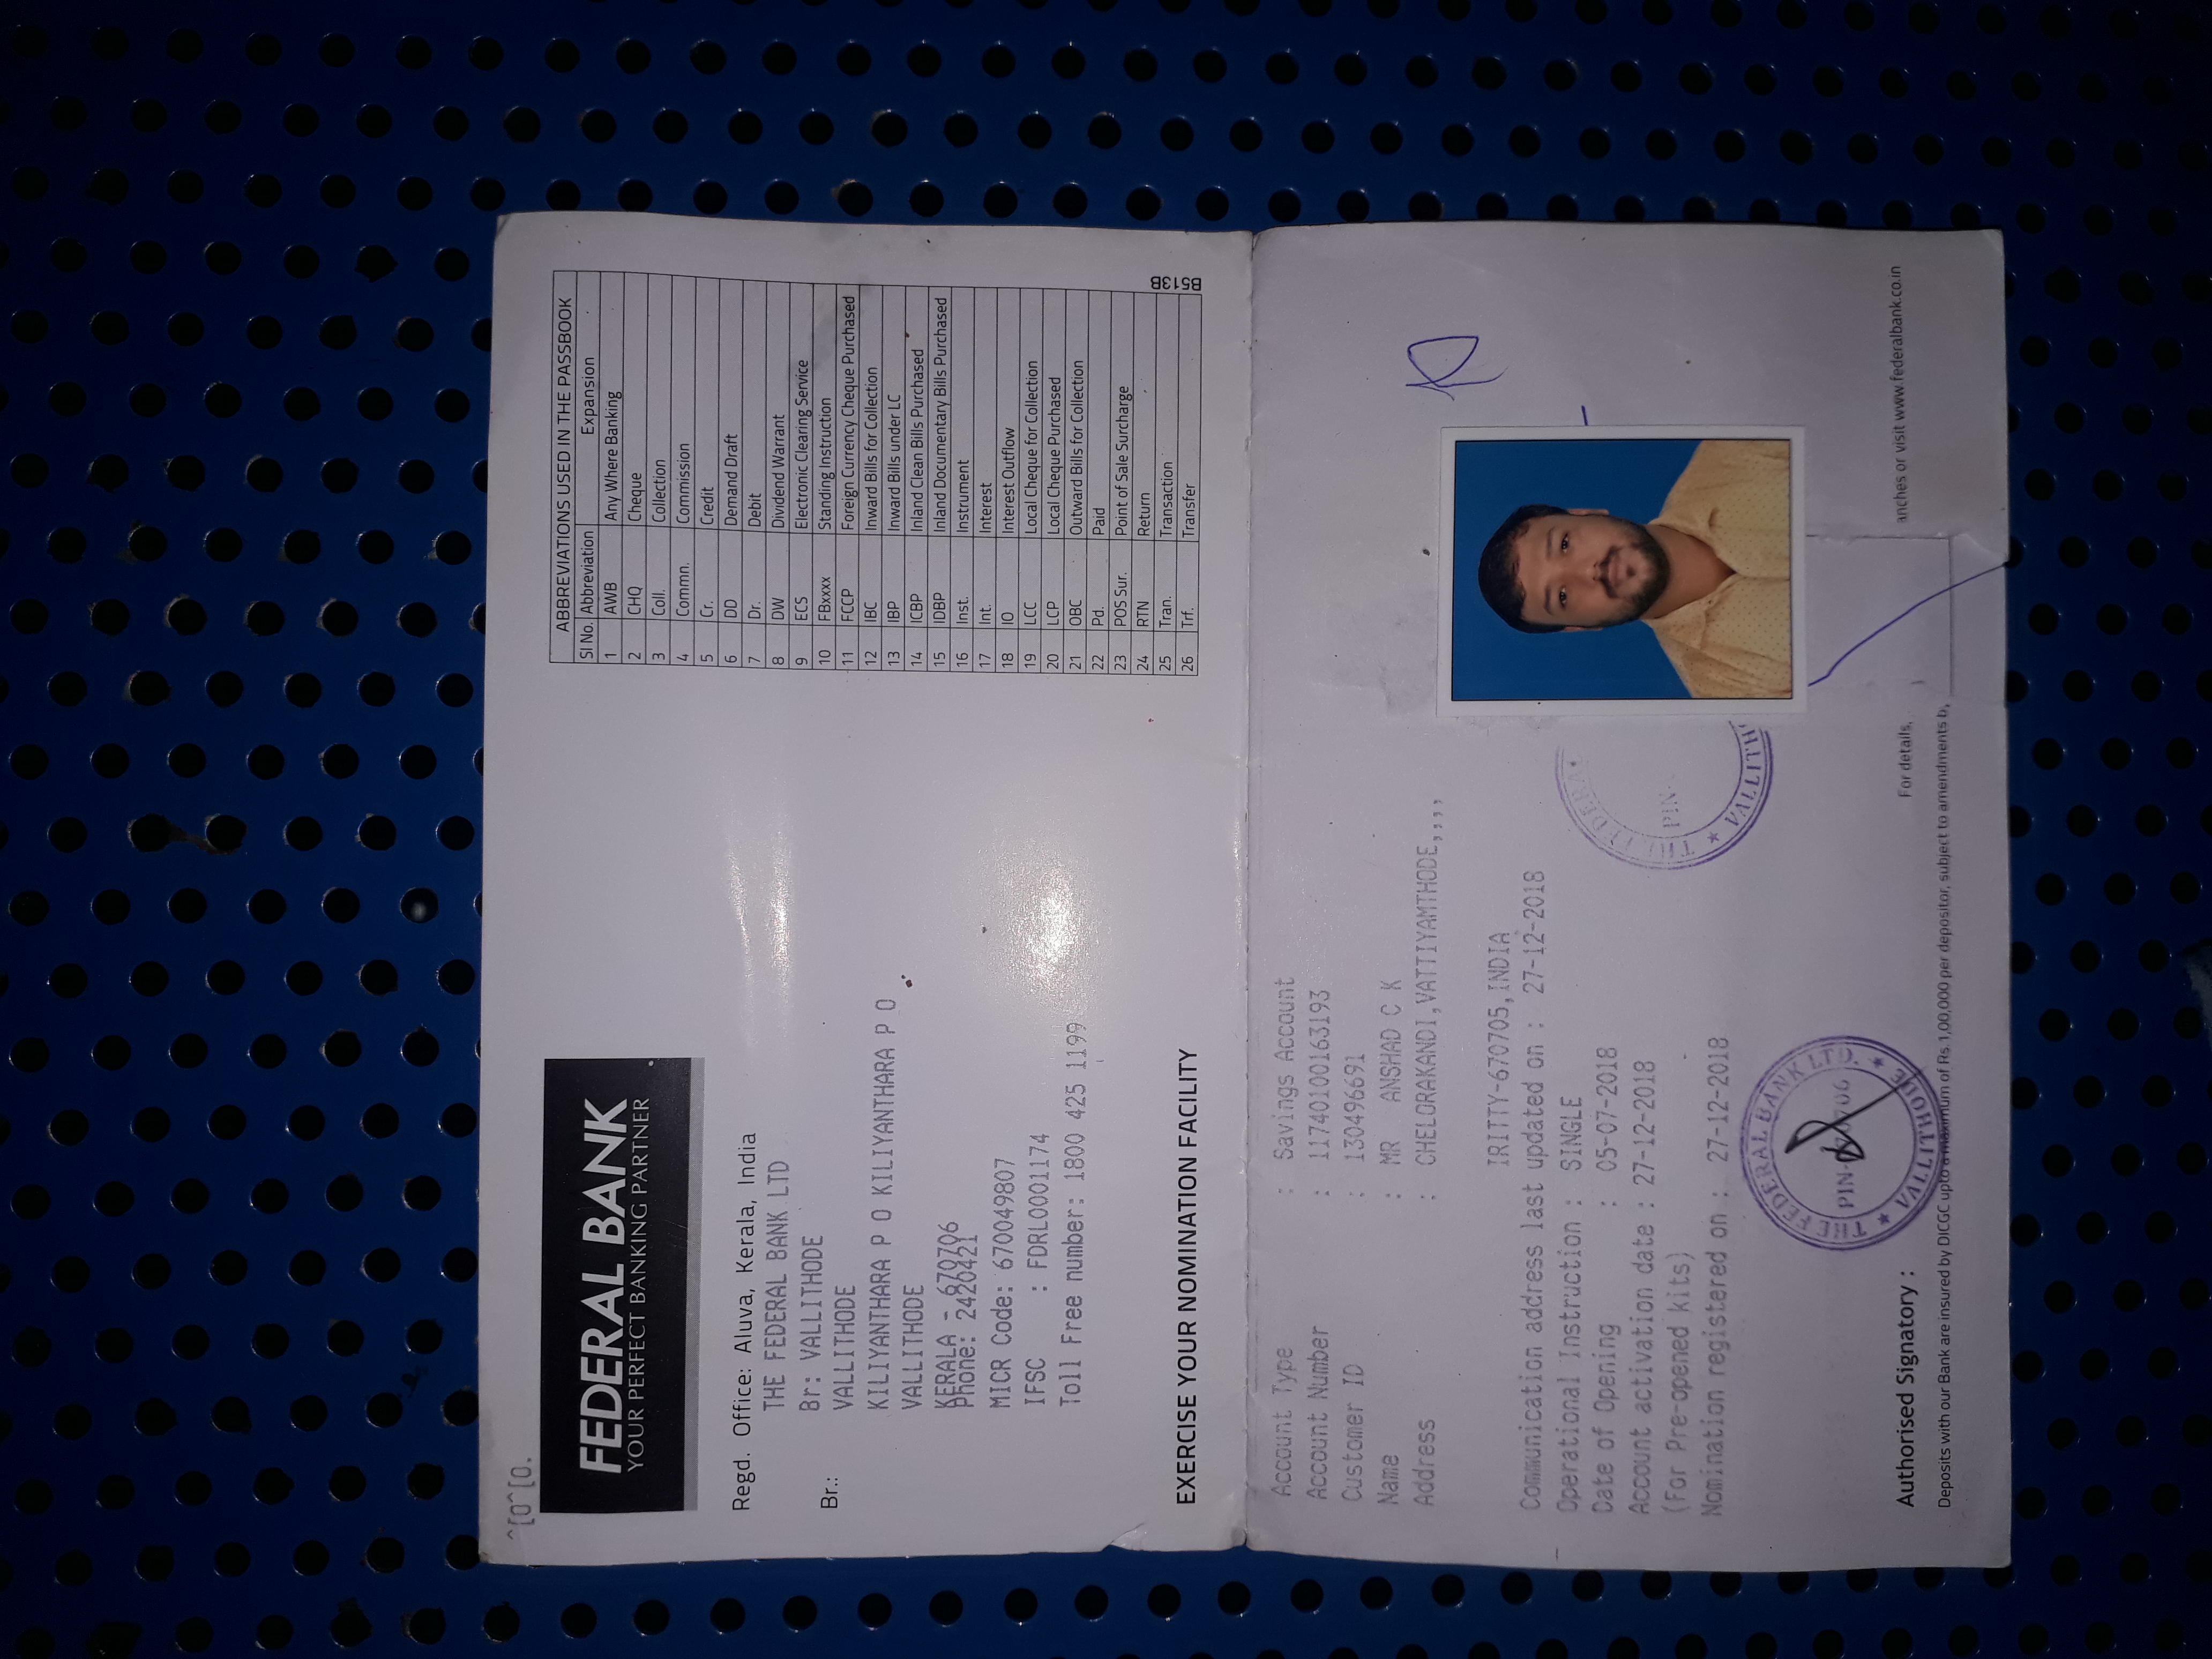 ^[O^[O.
FEDERAL BANK
YOUR PERFECT BANKING PARTNER
Regd. Office: Aluva, Kerala, India
THE FEDERAL BANK LTD
Br.: Br: VALLITHODE
VALLITHODE
KILIYANTHARA P O KILIYANTHARA P O
VALLITHODE
KERALA - 670706
Phone: 2426421
MICR Code: 670049807
IFSC : FDRL0001174
Toll Free number: 1800 425 1199
EXERCISE YOUR NOMINATION FACILITY
ABBREVIATIONS USED IN THE PASSBOOK
Sl No. Abbreviation Expansion
1 AWB Any Where Banking
2 CHQ Cheque
3 Coll. Collection
4 Commn. Commission
5 Cr. Credit
6 DD Demand Draft
7 Dr. Debit
8 DW Dividend Warrant
9 ECS Electronic Clearing Service
10 FBxxxx Standing Instruction
11 FCCP Foreign Currency Cheque Purchased
12 IBC Inward Bills for Collection
13 IBP Inward Bills under LC
14 ICBP Inland Clean Bills Purchased
15 IDBP Inland Documentary Bills Purchased
16 Inst. Instrument
17 Int. Interest
18 IO Interest Outflow
19 LCC Local Cheque for Collection
20 LCP Local Cheque Purchased
21 OBC Outward Bills for Collection
22 Pd. Paid
23 POS Sur. Point of Sale Surcharge
24 RTN Return
25 Tran. Transaction
26 Trf. Transfer
B513B
Account Type : Savings Account
Account Number : 11740100163193
Customer ID : 130496691
Name : MR ANSHAD C K
Address : CHELORAKANDI,VATTIYAMTHODE,,,,
IRITTY-670705,INDIA
Communication address last updated on : 27-12-2018
Operational Instruction : SINGLE
Date of Opening : 05-07-2018
Account activation date : 27-12-2018
(For Pre-opened kits)
Nomination registered on : 27-12-2018
THE FEDERAL BANK LTD.
VALLITHODE
THE FEDERA
PIN-
VALLITH
Authorised Signatory :
For details, anches or visit www.federalbank.co.in
Deposits with our Bank are insured by DICGC upto a maximum of Rs.1,00,000 per depositor, subject to amendments